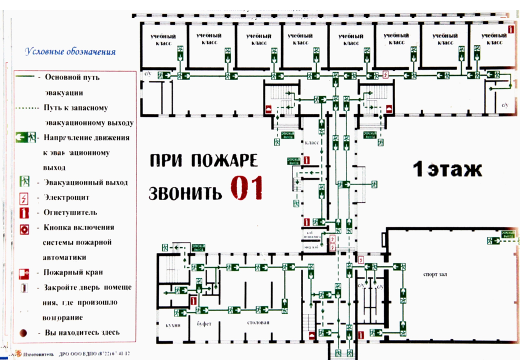 Условные обозначения
- Основной путь
эвакуации
- Путь к запасному
эвакуационному выходу
- Направление движения
к эвакуационному
выход
- Эвакуационный выход
- Электрощит
- Огнетушитель
- Кнопка включения
системы пожарной
автоматики
- Пожарный кран
- Закройте дверь помеще
ния, где произошло
возгорание
- Вы находитесь здесь
учебный класс
учебный класс
учебный класс
учебный класс
учебный класс
учебный класс
учебный класс
учебный класс
с/у
с/у
класс
ПРИ ПОЖАРЕ
ЗВОНИТЬ 01
1 этаж
спорт зал
кухня
буфет
столовая
с/у
с/у
Изготовитель